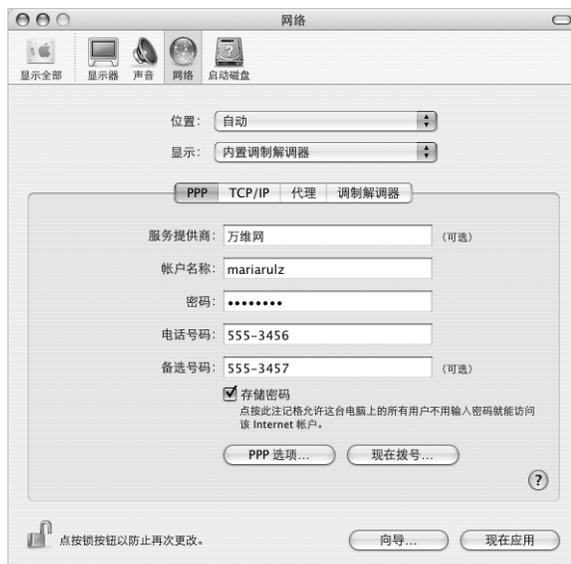 网络
显示全部 显示器 声音 网络 启动磁盘
位置: 自动
显示: 内置调制解调器
PPP TCP/IP 代理 调制解调器
服务提供商: 万维网 (可选)
帐户名称: mariarulz
密码: ••••••••
电话号码: 555-3456
备选号码: 555-3457 (可选)
存储密码
点按此注记格允许这台电脑上的所有用户不用输入密码就能访问
该 Internet 帐户。
PPP 选项... 现在拨号...
?
点按锁按钮以防止再次更改。 向导... 现在应用